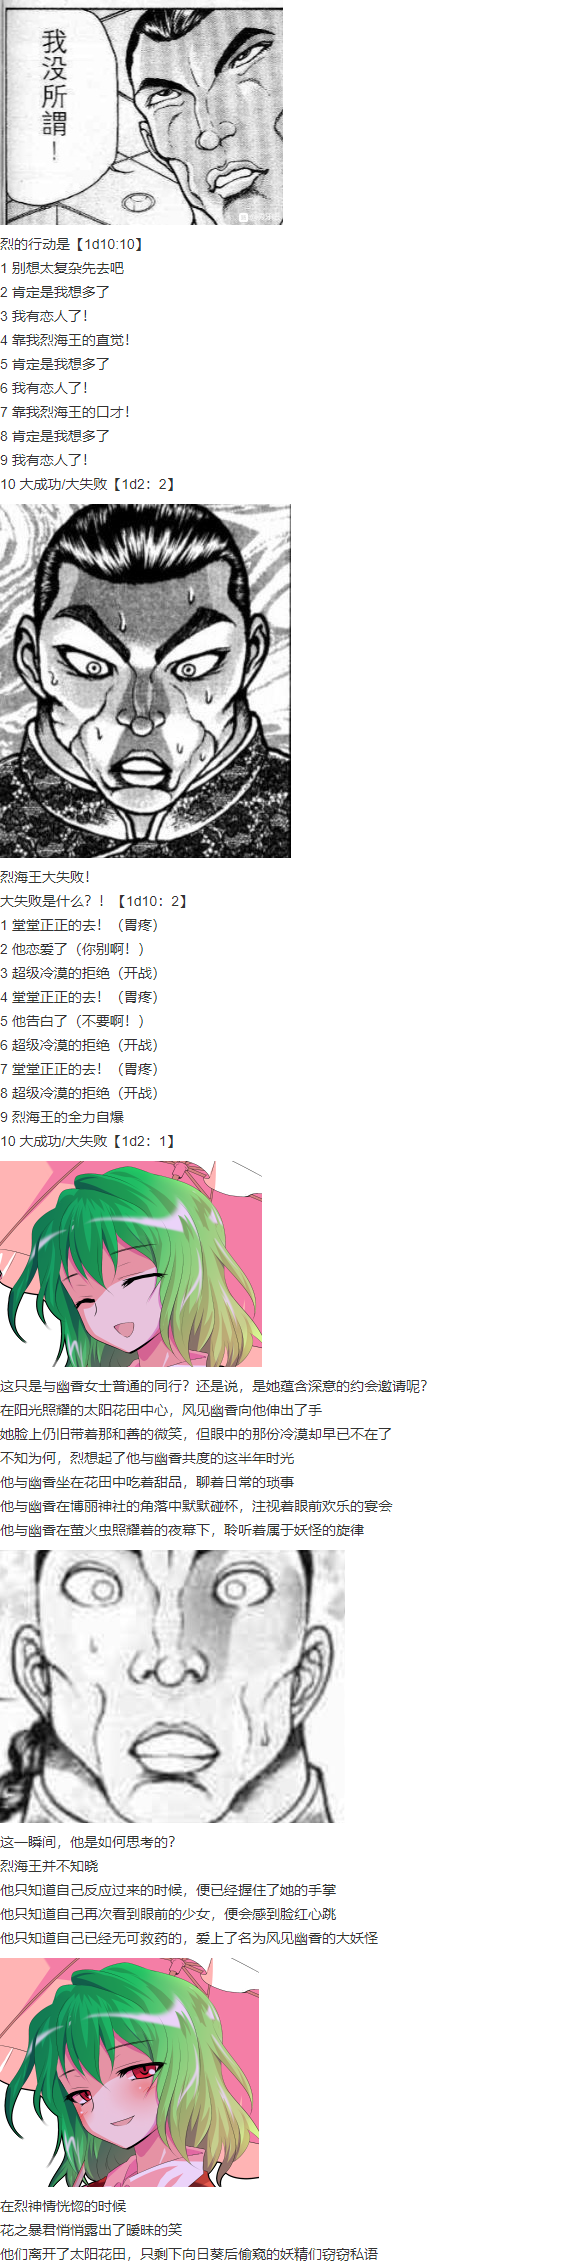 我没所謂！
烈的行动是【1d10:10】
1 别想太复杂先去吧
2 肯定是我想多了
3 我有恋人了！
4 靠我烈海王的直觉！
5 肯定是我想多了
6 我有恋人了！
7 靠我烈海王的口才！
8 肯定是我想多了
9 我有恋人了！
10 大成功/大失败【1d2：2】
烈海王大失败！
大失败是什么？！【1d10：2】
1 堂堂正正的去！（胃疼）
2 他恋爱了（你别啊！）
3 超级冷漠的拒绝（开战）
4 堂堂正正的去！（胃疼）
5 他告白了（不要啊！）
6 超级冷漠的拒绝（开战）
7 堂堂正正的去！（胃疼）
8 超级冷漠的拒绝（开战）
9 烈海王的全力自爆
10 大成功/大失败【1d2：1】
这只是与幽香女士普通的同行？还是说，是她蕴含深意的约会邀请呢？
在阳光照耀的太阳花田中心，风见幽香向他伸出了手
她脸上仍旧带着那和善的微笑，但眼中的那份冷漠却早已不在了
不知为何，烈想起了他与幽香共度的这半年时光
他与幽香坐在花田中吃着甜品，聊着日常的琐事
他与幽香在博丽神社的角落中默默碰杯，注视着眼前欢乐的宴会
他与幽香在萤火虫照耀着的夜幕下，聆听着属于妖怪的旋律
这一瞬间，他是如何思考的？
烈海王并不知晓
他只知道自己反应过来的时候，便已经握住了她的手掌
他只知道自己再次看到眼前的少女，便会感到脸红心跳
他只知道自己已经无可救药的，爱上了名为风见幽香的大妖怪
在烈神情恍惚的时候
花之暴君悄悄露出了暧昧的笑
他们离开了太阳花田，只剩下向日葵后偷窥的妖精们窃窃私语